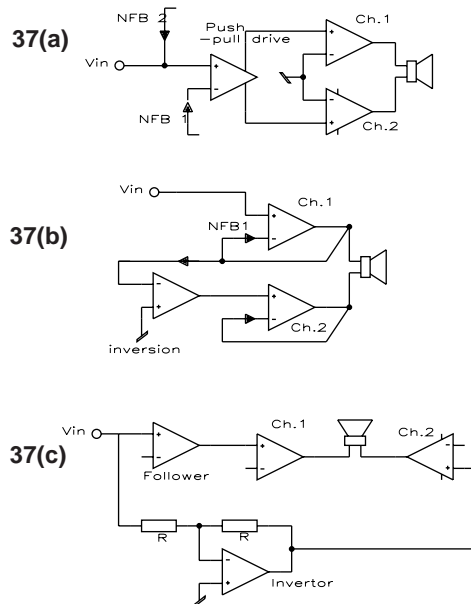 37(a)
NFB 2
Vin
Push
-pull drive
Ch.1
NFB 1
Ch.2
+
-
-
+
-
+
37(b)
Vin
Ch.1
NFB1
+
-
-
+
inversion
+
-
Ch.2
37(c)
Vin
Ch.1
Ch.2
+
-
Follower
+
-
-
+
R
R
-
+
Invertor